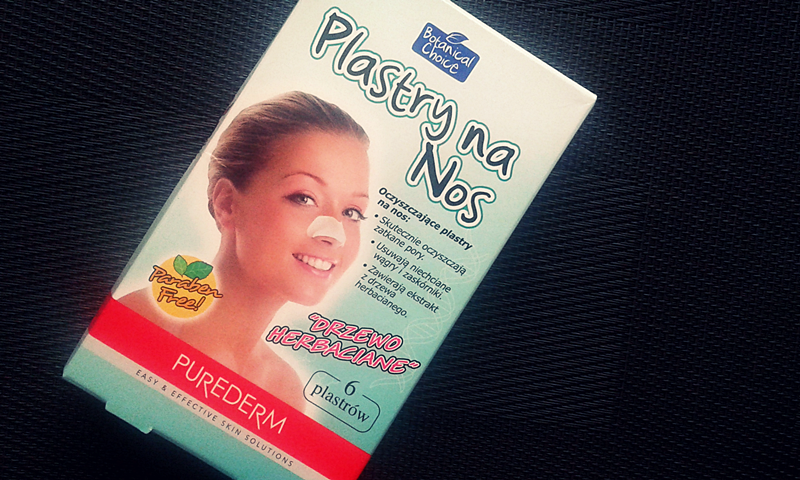 Botanical
Choice
Plastry na
Nos
Oczyszczające plastry
na nos:
• Skutecznie oczyszczają
zatkane pory.
• Usuwają niechciane
wągry i zaskórniki.
• Zawierają ekstrakt
z drzewa
herbacianego.
Paraben
Free!
"DRZEWO
HERBACIANE"
6
plastrów
PUREDERM
EASY & EFFECTIVE SKIN SOLUTIONS